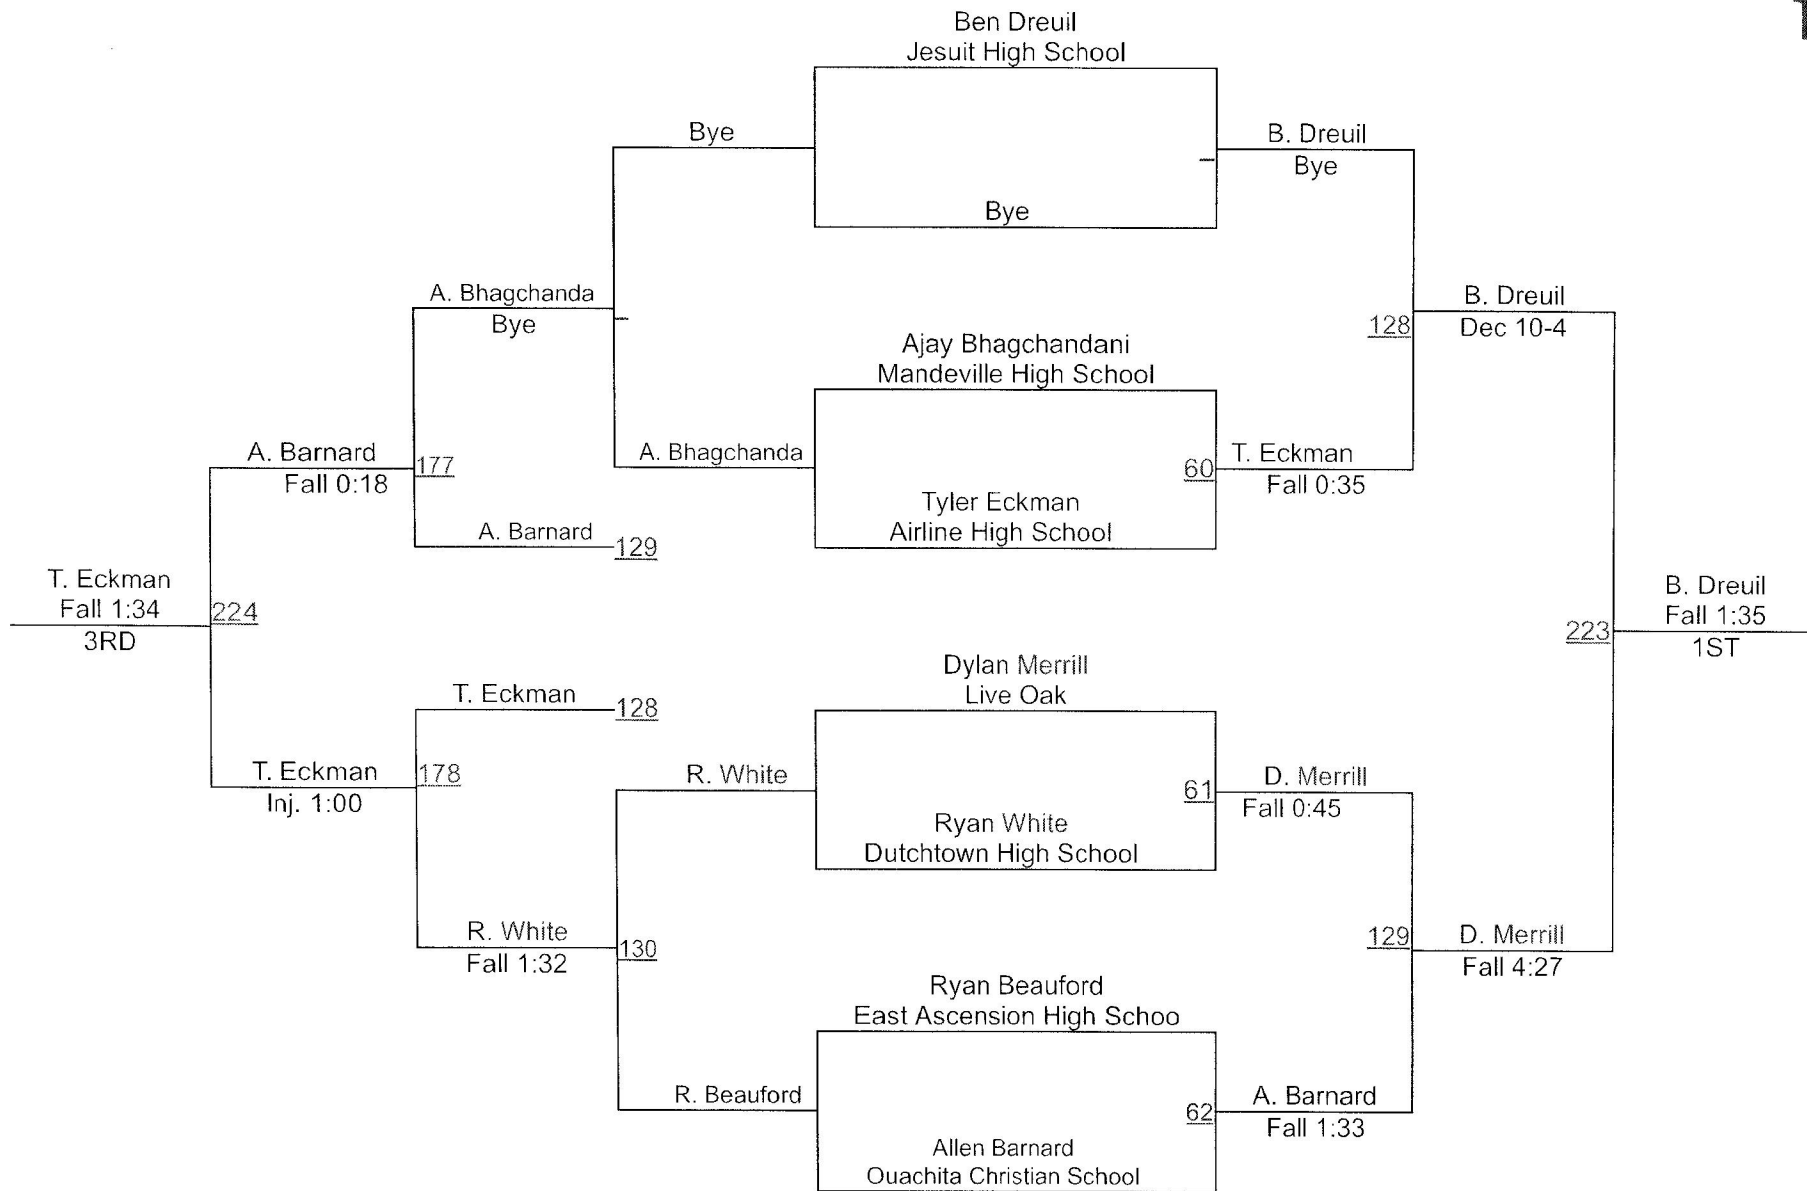 Ben Dreuil
Jesuit High School
Bye
B. Dreuil
Bye
Bye
A. Bhagchanda
Bye
B. Dreuil
Dec 10-4
128
Ajay Bhagchandani
Mandeville High School
A. Barnard
Fall 0:18
177
A. Bhagchanda
60
T. Eckman
Fall 0:35
Tyler Eckman
Airline High School
A. Barnard
129
T. Eckman
Fall 1:34
3RD
224
B. Dreuil
Fall 1:35
1ST
223
Dylan Merrill
Live Oak
T. Eckman
128
T. Eckman
Inj. 1:00
178
R. White
61
D. Merrill
Fall 0:45
Ryan White
Dutchtown High School
R. White
Fall 1:32
130
129
D. Merrill
Fall 4:27
Ryan Beauford
East Ascension High Schoo
R. Beauford
62
A. Barnard
Fall 1:33
Allen Barnard
Ouachita Christian School